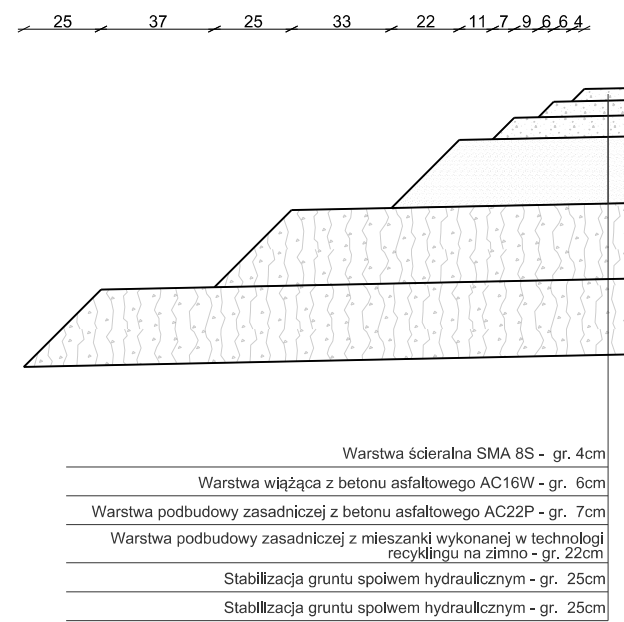 25 37 25 33 22 11 7 9 6 6 4
Warstwa ścieralna SMA 8S - gr. 4cm
Warstwa wiążąca z betonu asfaltowego AC16W - gr. 6cm
Warstwa podbudowy zasadniczej z betonu asfaltowego AC22P - gr. 7cm
Warstwa podbudowy zasadniczej z mieszanki wykonanej w technologi
recyklingu na zimno - gr. 22cm
Stabilizacja gruntu spoiwem hydraulicznym - gr. 25cm
Stabilizacja gruntu spoiwem hydraulicznym - gr. 25cm